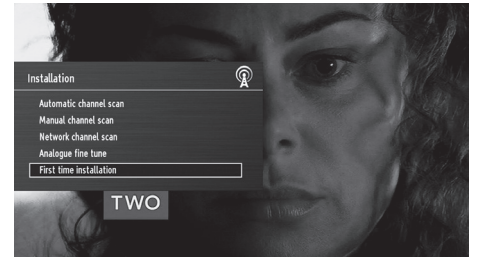 Installation
Automatic channel scan
Manual channel scan
Network channel scan
Analogue fine tune
First time installation
TWO